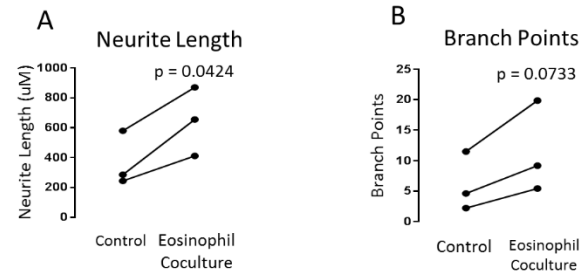 A
Neurite Length
p = 0.0424
Neurite Length (uM)
1000
800
600
400
200
0
Control
Eosinophil
Coculture
B
Branch Points
p = 0.0733
Branch Points
25
20
15
10
5
0
Control
Eosinophil
Coculture